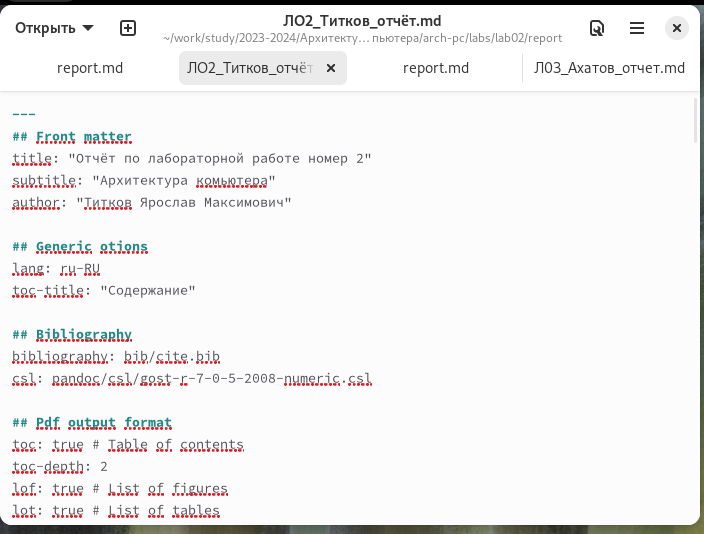 Открыть
ЛО2_Титков_отчёт.md
~/work/study/2023-2024/Архитекту… пьютера/arch-pc/labs/lab02/report
report.md
ЛО2_Титков_отчёт
report.md
Л03_Ахатов_отчет.md
---
## Front matter
title: "Отчёт по лабораторной работе номер 2"
subtitle: "Архитектура комьютера"
author: "Титков Ярослав Максимович"
## Generic otions
lang: ru-RU
toc-title: "Содержание"
## Bibliography
bibliography: bib/cite.bib
csl: pandoc/csl/gost-r-7-0-5-2008-numeric.csl
## Pdf output format
toc: true # Table of contents
toc-depth: 2
lof: true # List of figures
lot: true # List of tables